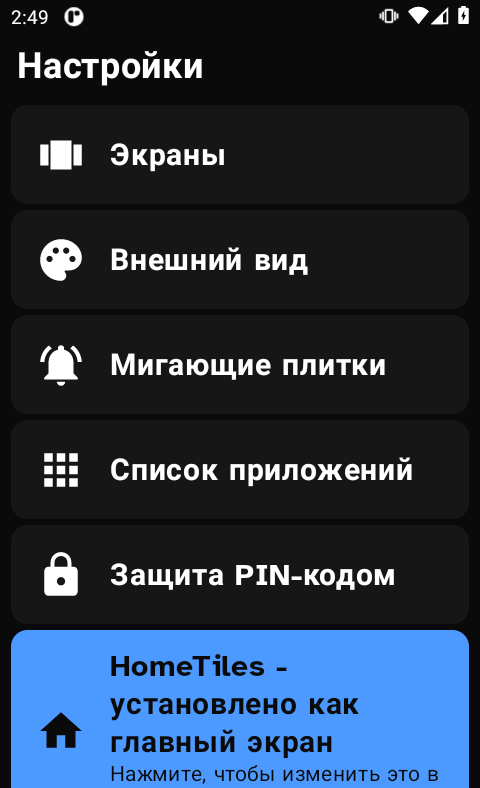 2:49
Настройки
Экраны
Внешний вид
Мигающие плитки
Список приложений
Защита PIN-кодом
HomeTiles -
установлено как
главный экран
Нажмите, чтобы изменить это в